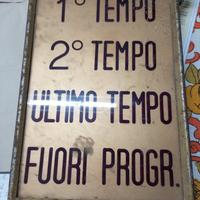 1° TEMPO
2° TEMPO
ULTIMO TEMPO
FUORI PROGR.